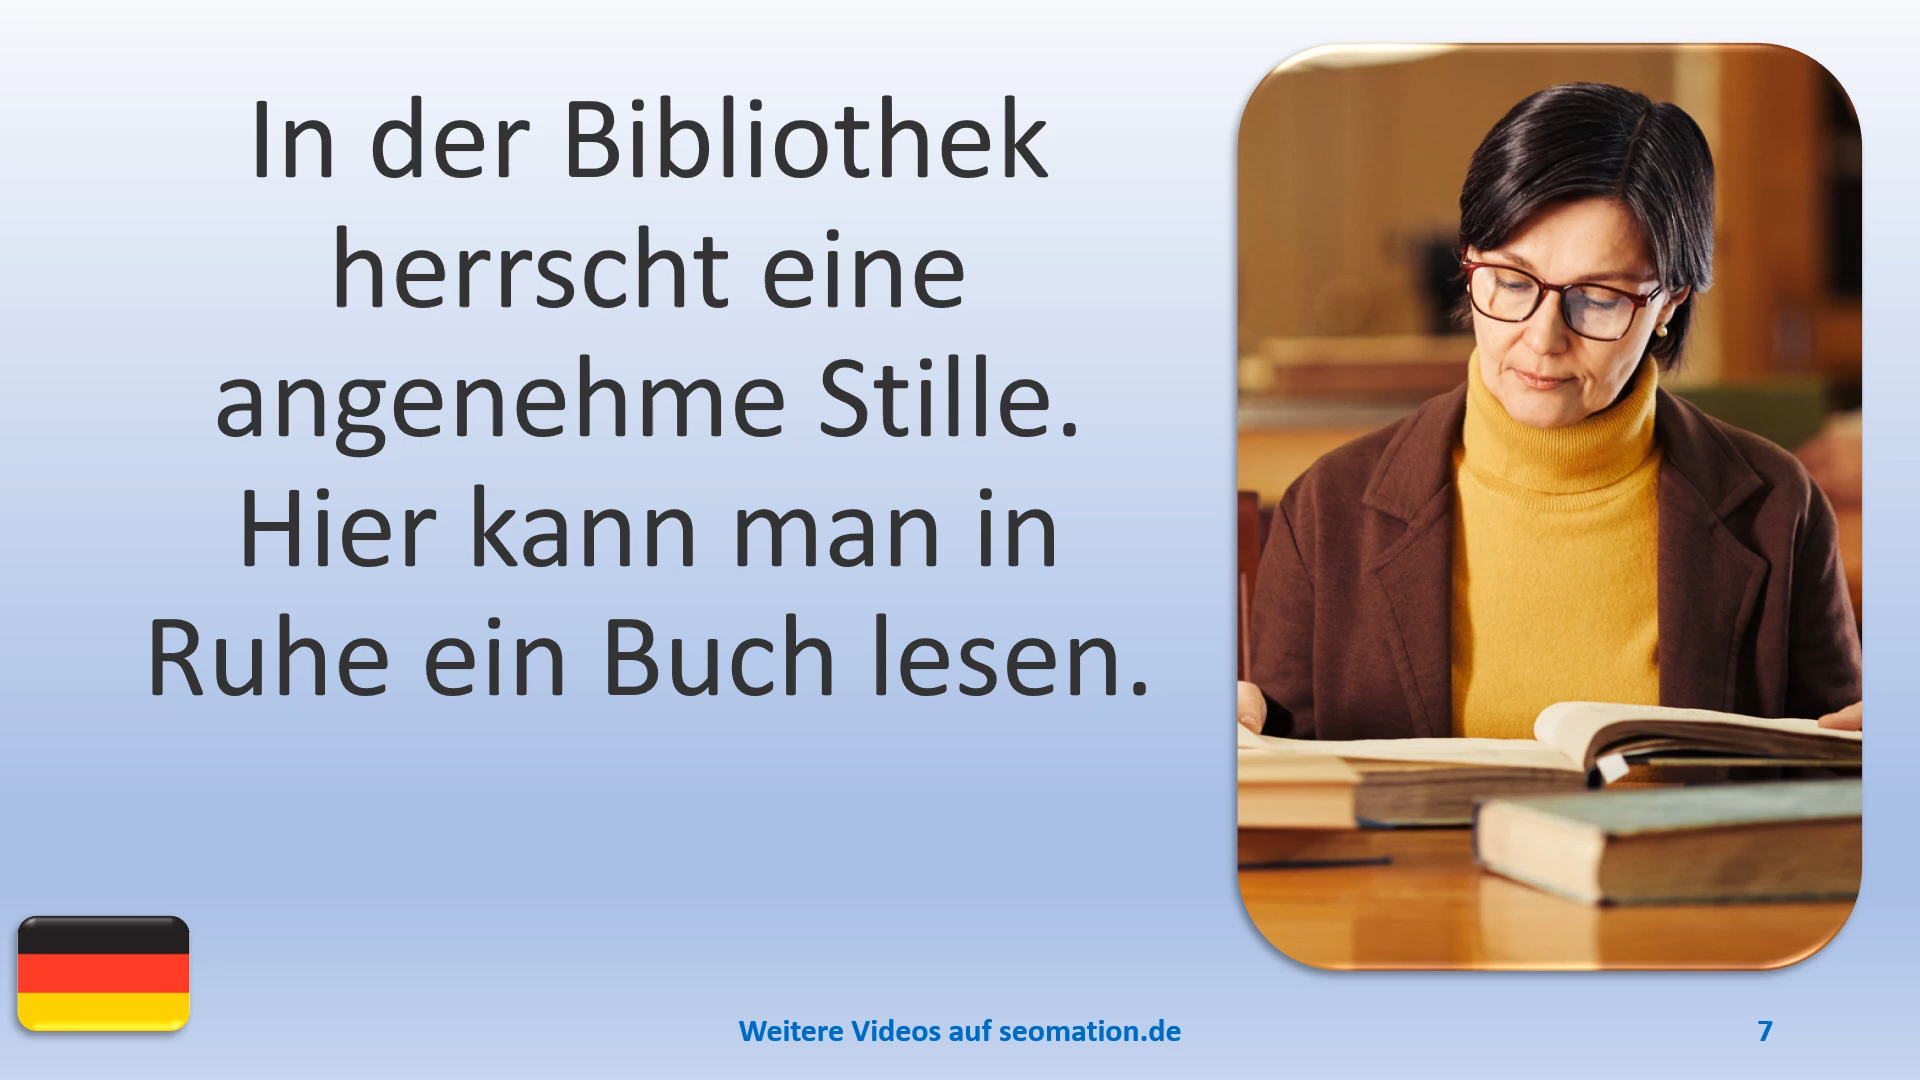 In der Bibliothek
herrscht eine
angenehme Stille.
Hier kann man in
Ruhe ein Buch lesen.
Weitere Videos auf seomation.de
7